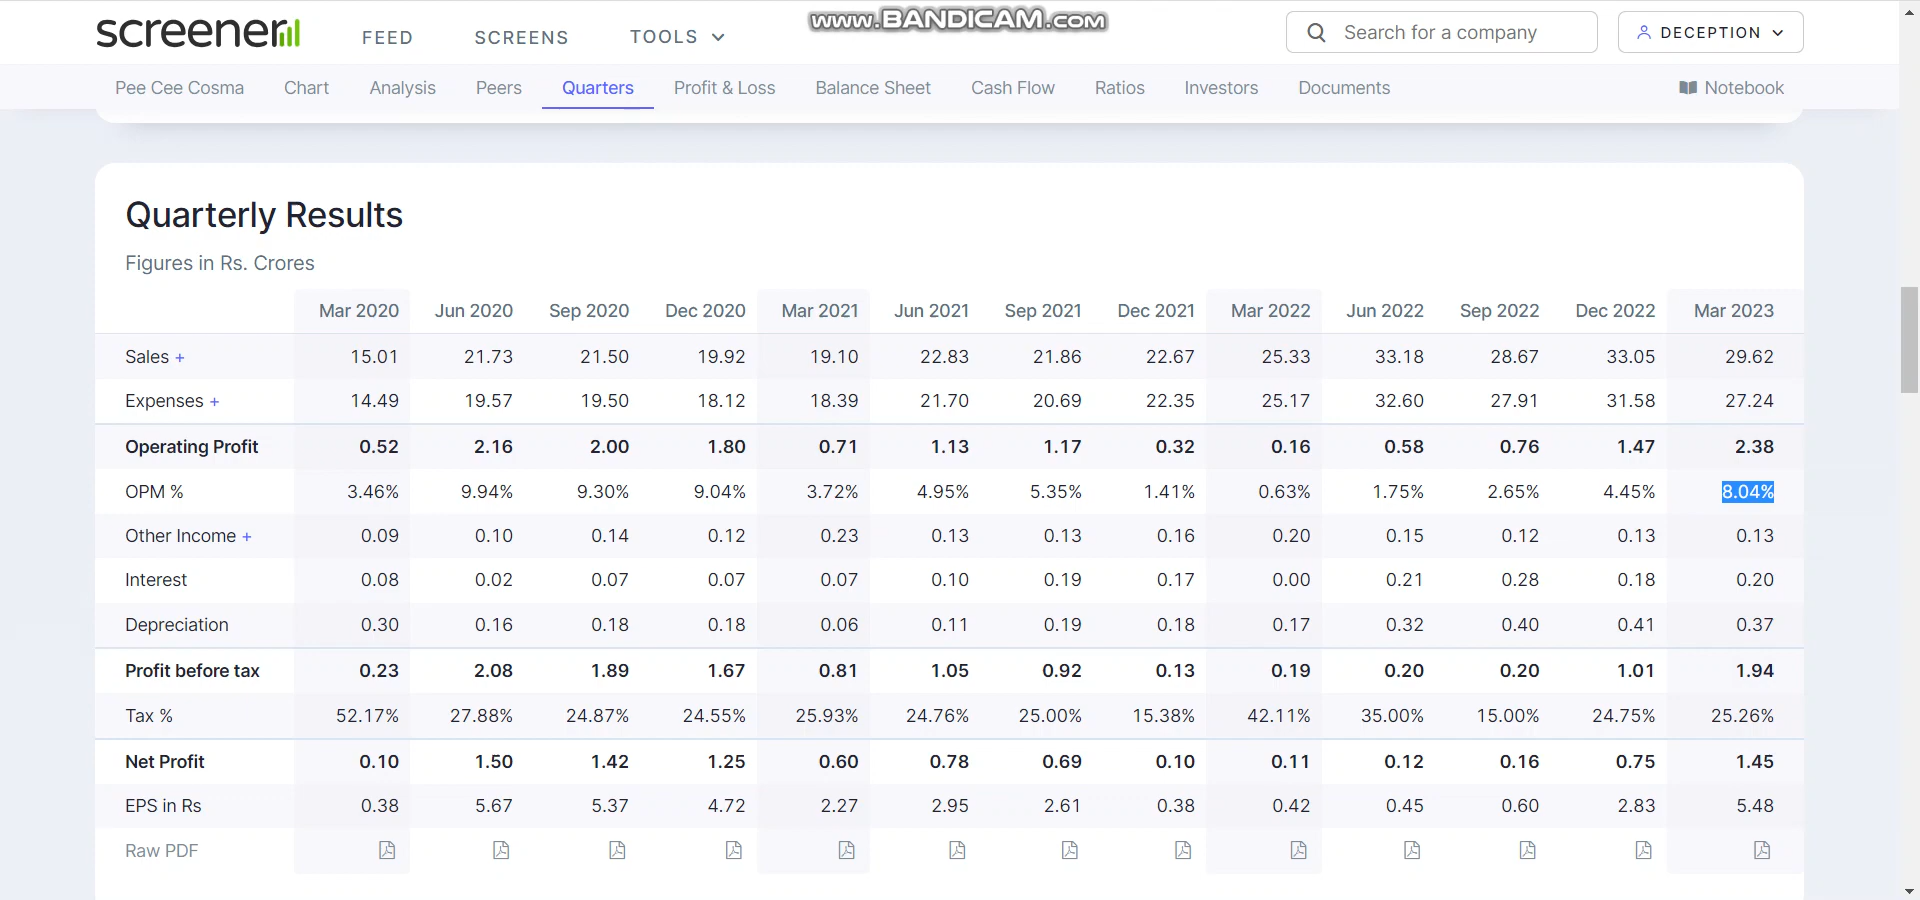 www.BANDICAM.com
screener
FEED SCREENS TOOLS
Search for a company
DECEPTION
Pee Cee Cosma Chart Analysis Peers Quarters Profit & Loss Balance Sheet Cash Flow Ratios Investors Documents Notebook
Quarterly Results
Figures in Rs. Crores
Mar 2020 Jun 2020 Sep 2020 Dec 2020 Mar 2021 Jun 2021 Sep 2021 Dec 2021 Mar 2022 Jun 2022 Sep 2022 Dec 2022 Mar 2023
Sales + 15.01 21.73 21.50 19.92 19.10 22.83 21.86 22.67 25.33 33.18 28.67 33.05 29.62
Expenses + 14.49 19.57 19.50 18.12 18.39 21.70 20.69 22.35 25.17 32.60 27.91 31.58 27.24
Operating Profit 0.52 2.16 2.00 1.80 0.71 1.13 1.17 0.32 0.16 0.58 0.76 1.47 2.38
OPM % 3.46% 9.94% 9.30% 9.04% 3.72% 4.95% 5.35% 1.41% 0.63% 1.75% 2.65% 4.45% 8.04%
Other Income + 0.09 0.10 0.14 0.12 0.23 0.13 0.13 0.16 0.20 0.15 0.12 0.13 0.13
Interest 0.08 0.02 0.07 0.07 0.07 0.10 0.19 0.17 0.00 0.21 0.28 0.18 0.20
Depreciation 0.30 0.16 0.18 0.18 0.06 0.11 0.19 0.18 0.17 0.32 0.40 0.41 0.37
Profit before tax 0.23 2.08 1.89 1.67 0.81 1.05 0.92 0.13 0.19 0.20 0.20 1.01 1.94
Tax % 52.17% 27.88% 24.87% 24.55% 25.93% 24.76% 25.00% 15.38% 42.11% 35.00% 15.00% 24.75% 25.26%
Net Profit 0.10 1.50 1.42 1.25 0.60 0.78 0.69 0.10 0.11 0.12 0.16 0.75 1.45
EPS in Rs 0.38 5.67 5.37 4.72 2.27 2.95 2.61 0.38 0.42 0.45 0.60 2.83 5.48
Raw PDF